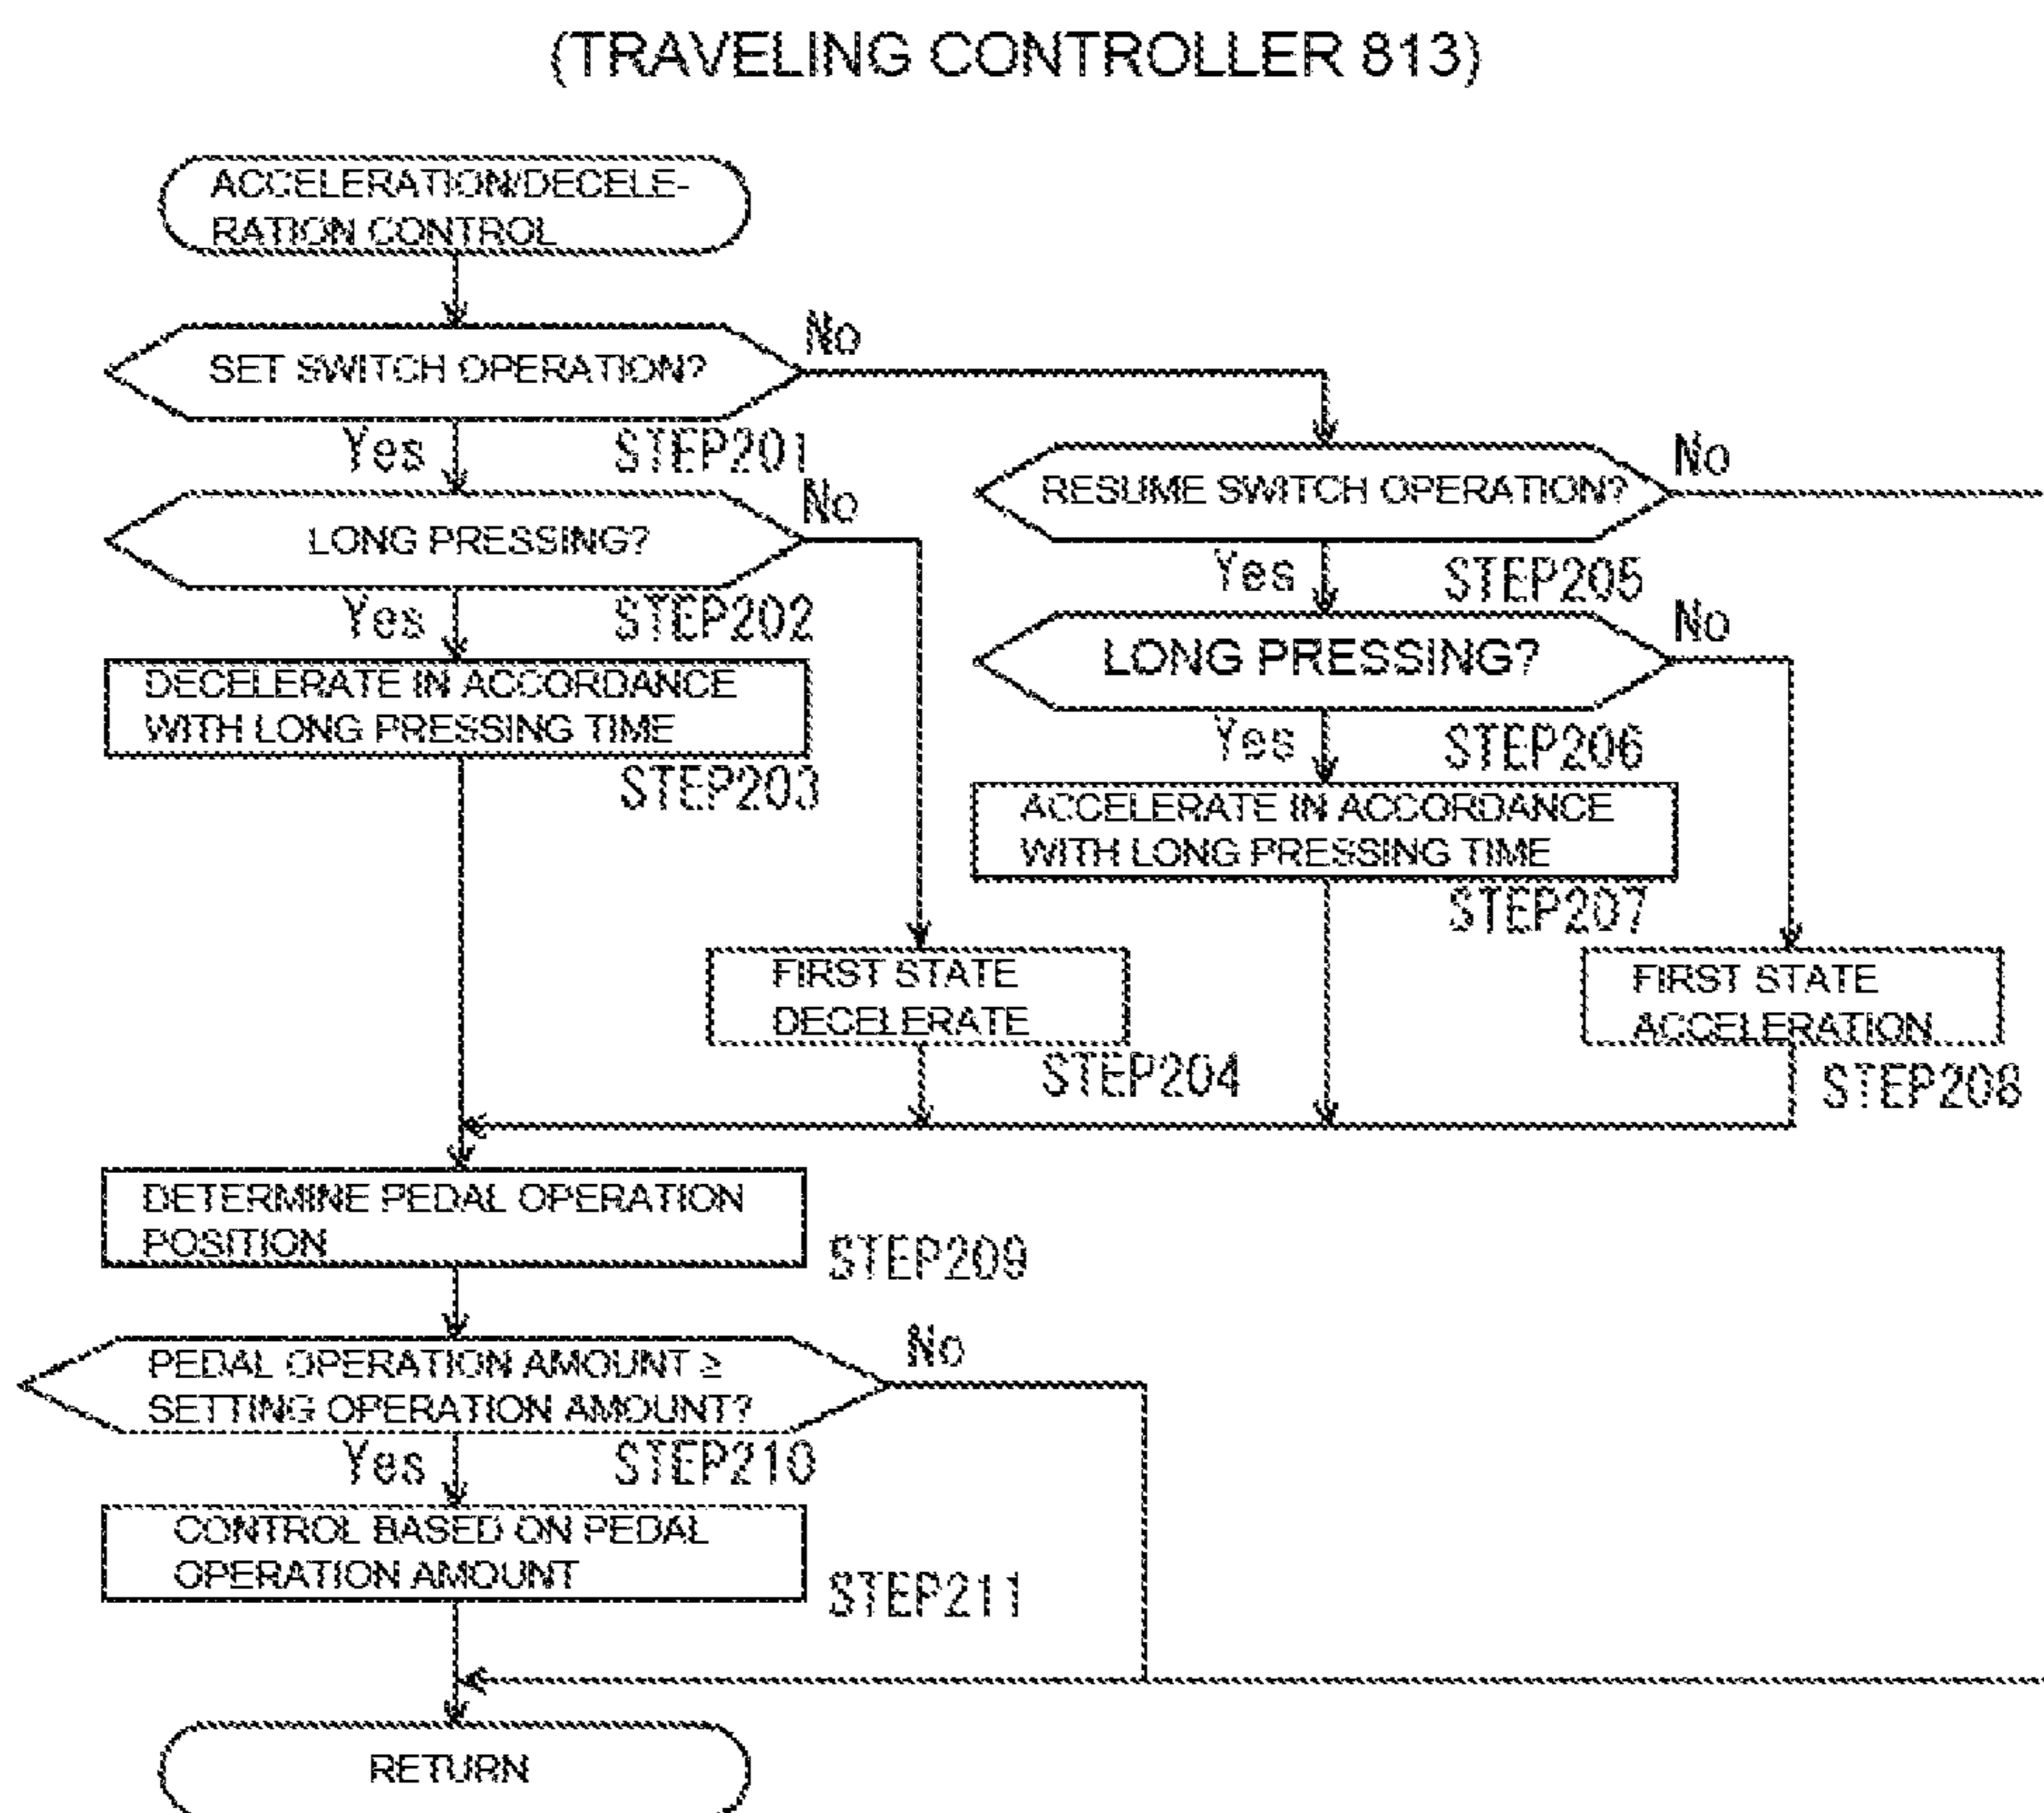 (TRAVELING CONTROLLER 813)
ACCELERATION/DECELE-
RATION CONTROL
SET SWITCH OPERATION?
No
Yes
STEP201
RESUME SWITCH OPERATION?
No
LONG PRESSING?
No
Yes
STEP205
Yes
STEP202
LONG PRESSING?
No
DECELERATE IN ACCORDANCE
WITH LONG PRESSING TIME
STEP203
Yes
STEP206
ACCELERATE IN ACCORDANCE
WITH LONG PRESSING TIME
STEP207
FIRST STATE
DECELERATE
STEP204
FIRST STATE
ACCELERATION
STEP208
DETERMINE PEDAL OPERATION
POSITION
STEP209
PEDAL OPERATION AMOUNT ≥
SETTING OPERATION AMOUNT?
No
Yes
STEP210
CONTROL BASED ON PEDAL
OPERATION AMOUNT
STEP211
RETURN